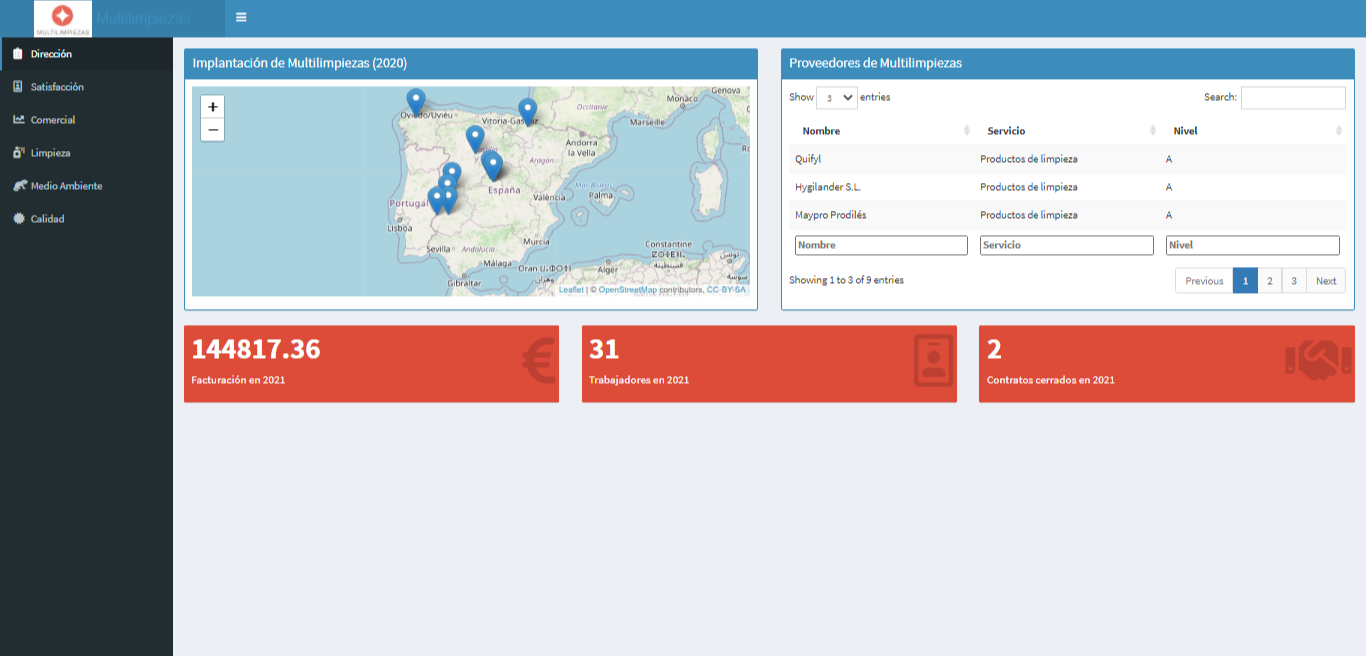 MULTILIMPIEZAS
Multilimpiezas
Dirección
Satisfacción
Comercial
Limpieza
Medio Ambiente
Calidad
Implantación de Multilimpiezas (2020)
+
−
Genova
Monaco
Occitanie
Marseille
Oviedo/Uviéu
Vitoria-Gasteiz
Andorra
la Vella
Aragón
España
Mar Balear
Palma
València
Portugal
Lisboa
Murcia
Sevilla
Andalucía
Málaga
Gibraltar
Oran
Alger
Constantine
قسنطينة
وهران
تونس
Leaflet | © OpenStreetMap contributors, CC-BY-SA
Proveedores de Multilimpiezas
Show 3 entries
Search:
Nombre Servicio Nivel
Quifyl Productos de limpieza A
Hygilander S.L. Productos de limpieza A
Maypro Prodilés Productos de limpieza A
Nombre Servicio Nivel
Showing 1 to 3 of 9 entries
Previous 1 2 3 Next
144817.36
Facturación en 2021
31
Trabajadores en 2021
2
Contratos cerrados en 2021